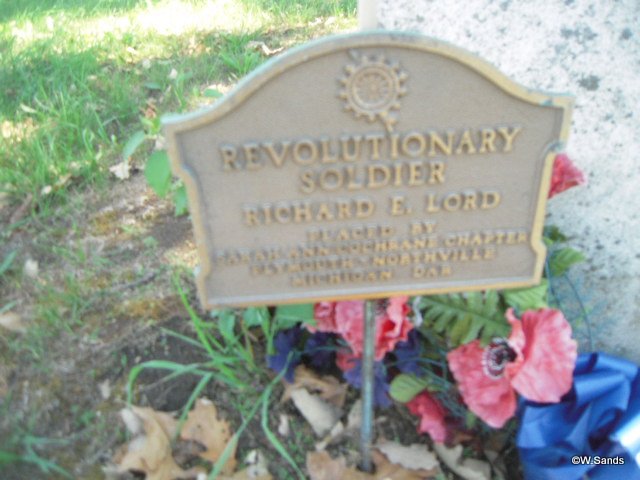 REVOLUTIONARY
SOLDIER
RICHARD E. LORD
PLACED BY
SARAH ANN COCHRANE CHAPTER
PLYMOUTH - NORTHVILLE
MICHIGAN DAR
©W.Sands